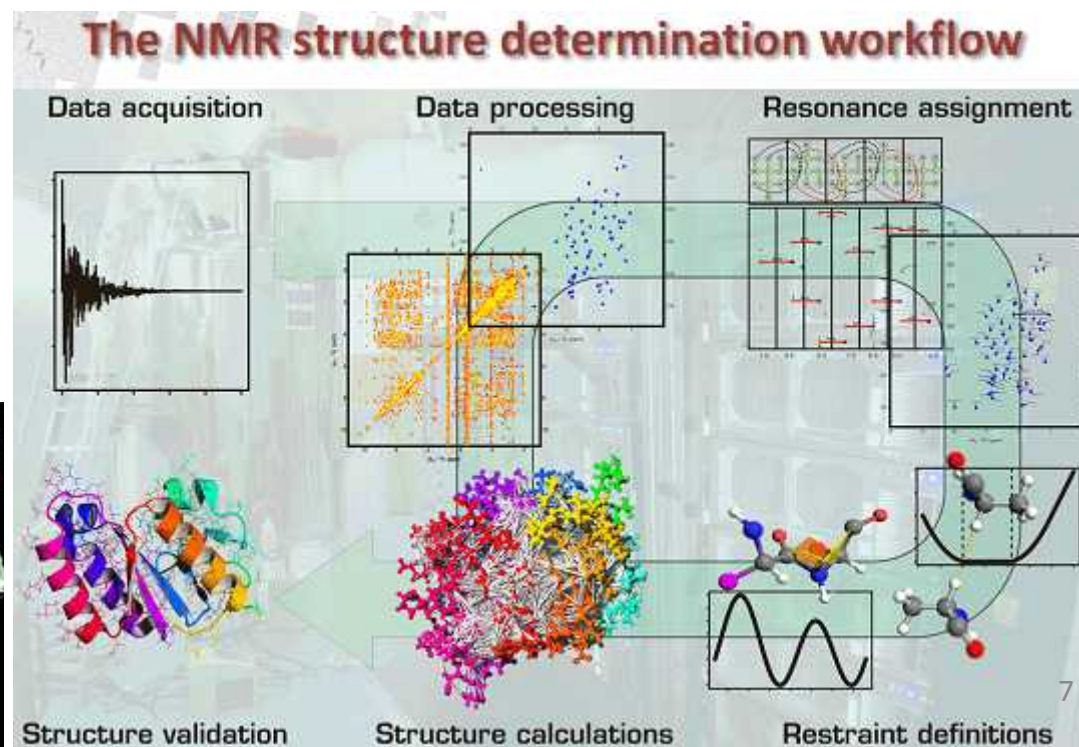 The NMR structure determination workflow
Data acquisition
Data processing
Resonance assignment
Structure validation
Structure calculations
Restraint definitions
7